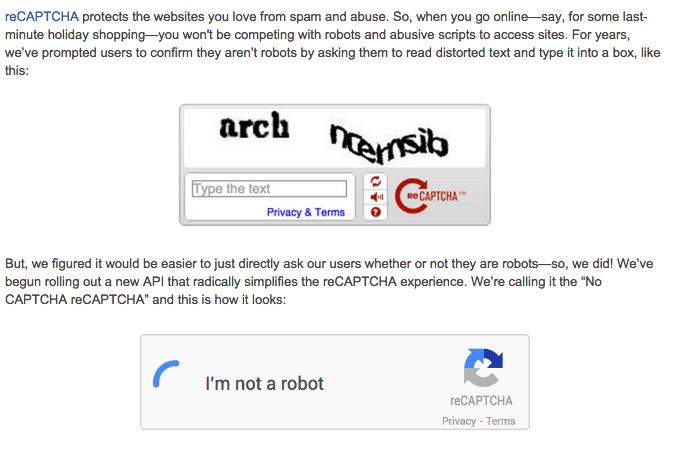 reCAPTCHA protects the websites you love from spam and abuse. So, when you go online—say, for some last-
minute holiday shopping—you won't be competing with robots and abusive scripts to access sites. For years,
we've prompted users to confirm they aren't robots by asking them to read distorted text and type it into a box, like
this:
arch ncemsib
Type the text
Privacy & Terms
ReCAPTCHA™
But, we figured it would be easier to just directly ask our users whether or not they are robots—so, we did! We've
begun rolling out a new API that radically simplifies the reCAPTCHA experience. We're calling it the “No
CAPTCHA reCAPTCHA” and this is how it looks:
I'm not a robot
reCAPTCHA
Privacy - Terms